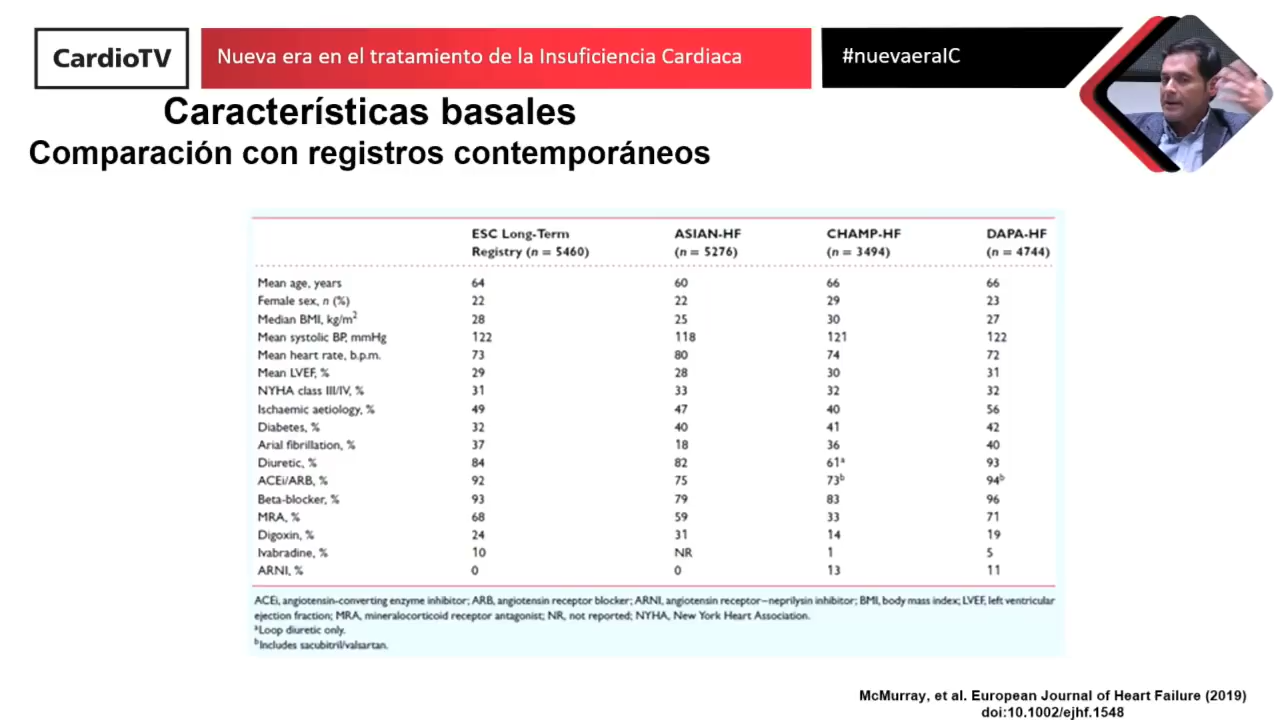 CardioTV
Nueva era en el tratamiento de la Insuficiencia Cardiaca
#nuevaeraIC
Características basales
Comparación con registros contemporáneos
ESC Long-Term Registry (n = 5460) ASIAN-HF (n = 5276) CHAMP-HF (n = 3494) DAPA-HF (n = 4744)
Mean age, years 64 60 66 66
Female sex, n (%) 22 22 29 23
Median BMI, kg/m² 28 25 30 27
Mean systolic BP, mmHg 122 118 121 122
Mean heart rate, b.p.m. 73 80 74 72
Mean LVEF, % 29 28 30 31
NYHA class III/IV, % 31 33 32 32
Ischaemic aetiology, % 49 47 40 56
Diabetes, % 32 40 41 42
Arial fibrillation, % 37 18 36 40
Diuretic, % 84 82 61ᵃ 93
ACEi/ARB, % 92 75 73ᵇ 94ᵇ
Beta-blocker, % 93 79 83 96
MRA, % 68 59 33 71
Digoxin, % 24 31 14 19
Ivabradine, % 10 NR 1 5
ARNI, % 0 0 13 11
ACEi, angiotensin-converting enzyme inhibitor; ARB, angiotensin receptor blocker; ARNI, angiotensin receptor–neprilysin inhibitor; BMI, body mass index; LVEF, left ventricular
ejection fraction; MRA, mineralocorticoid receptor antagonist; NR, not reported; NYHA, New York Heart Association.
ᵃLoop diuretic only.
ᵇIncludes sacubitril/valsartan.
McMurray, et al. European Journal of Heart Failure (2019)
doi:10.1002/ejhf.1548